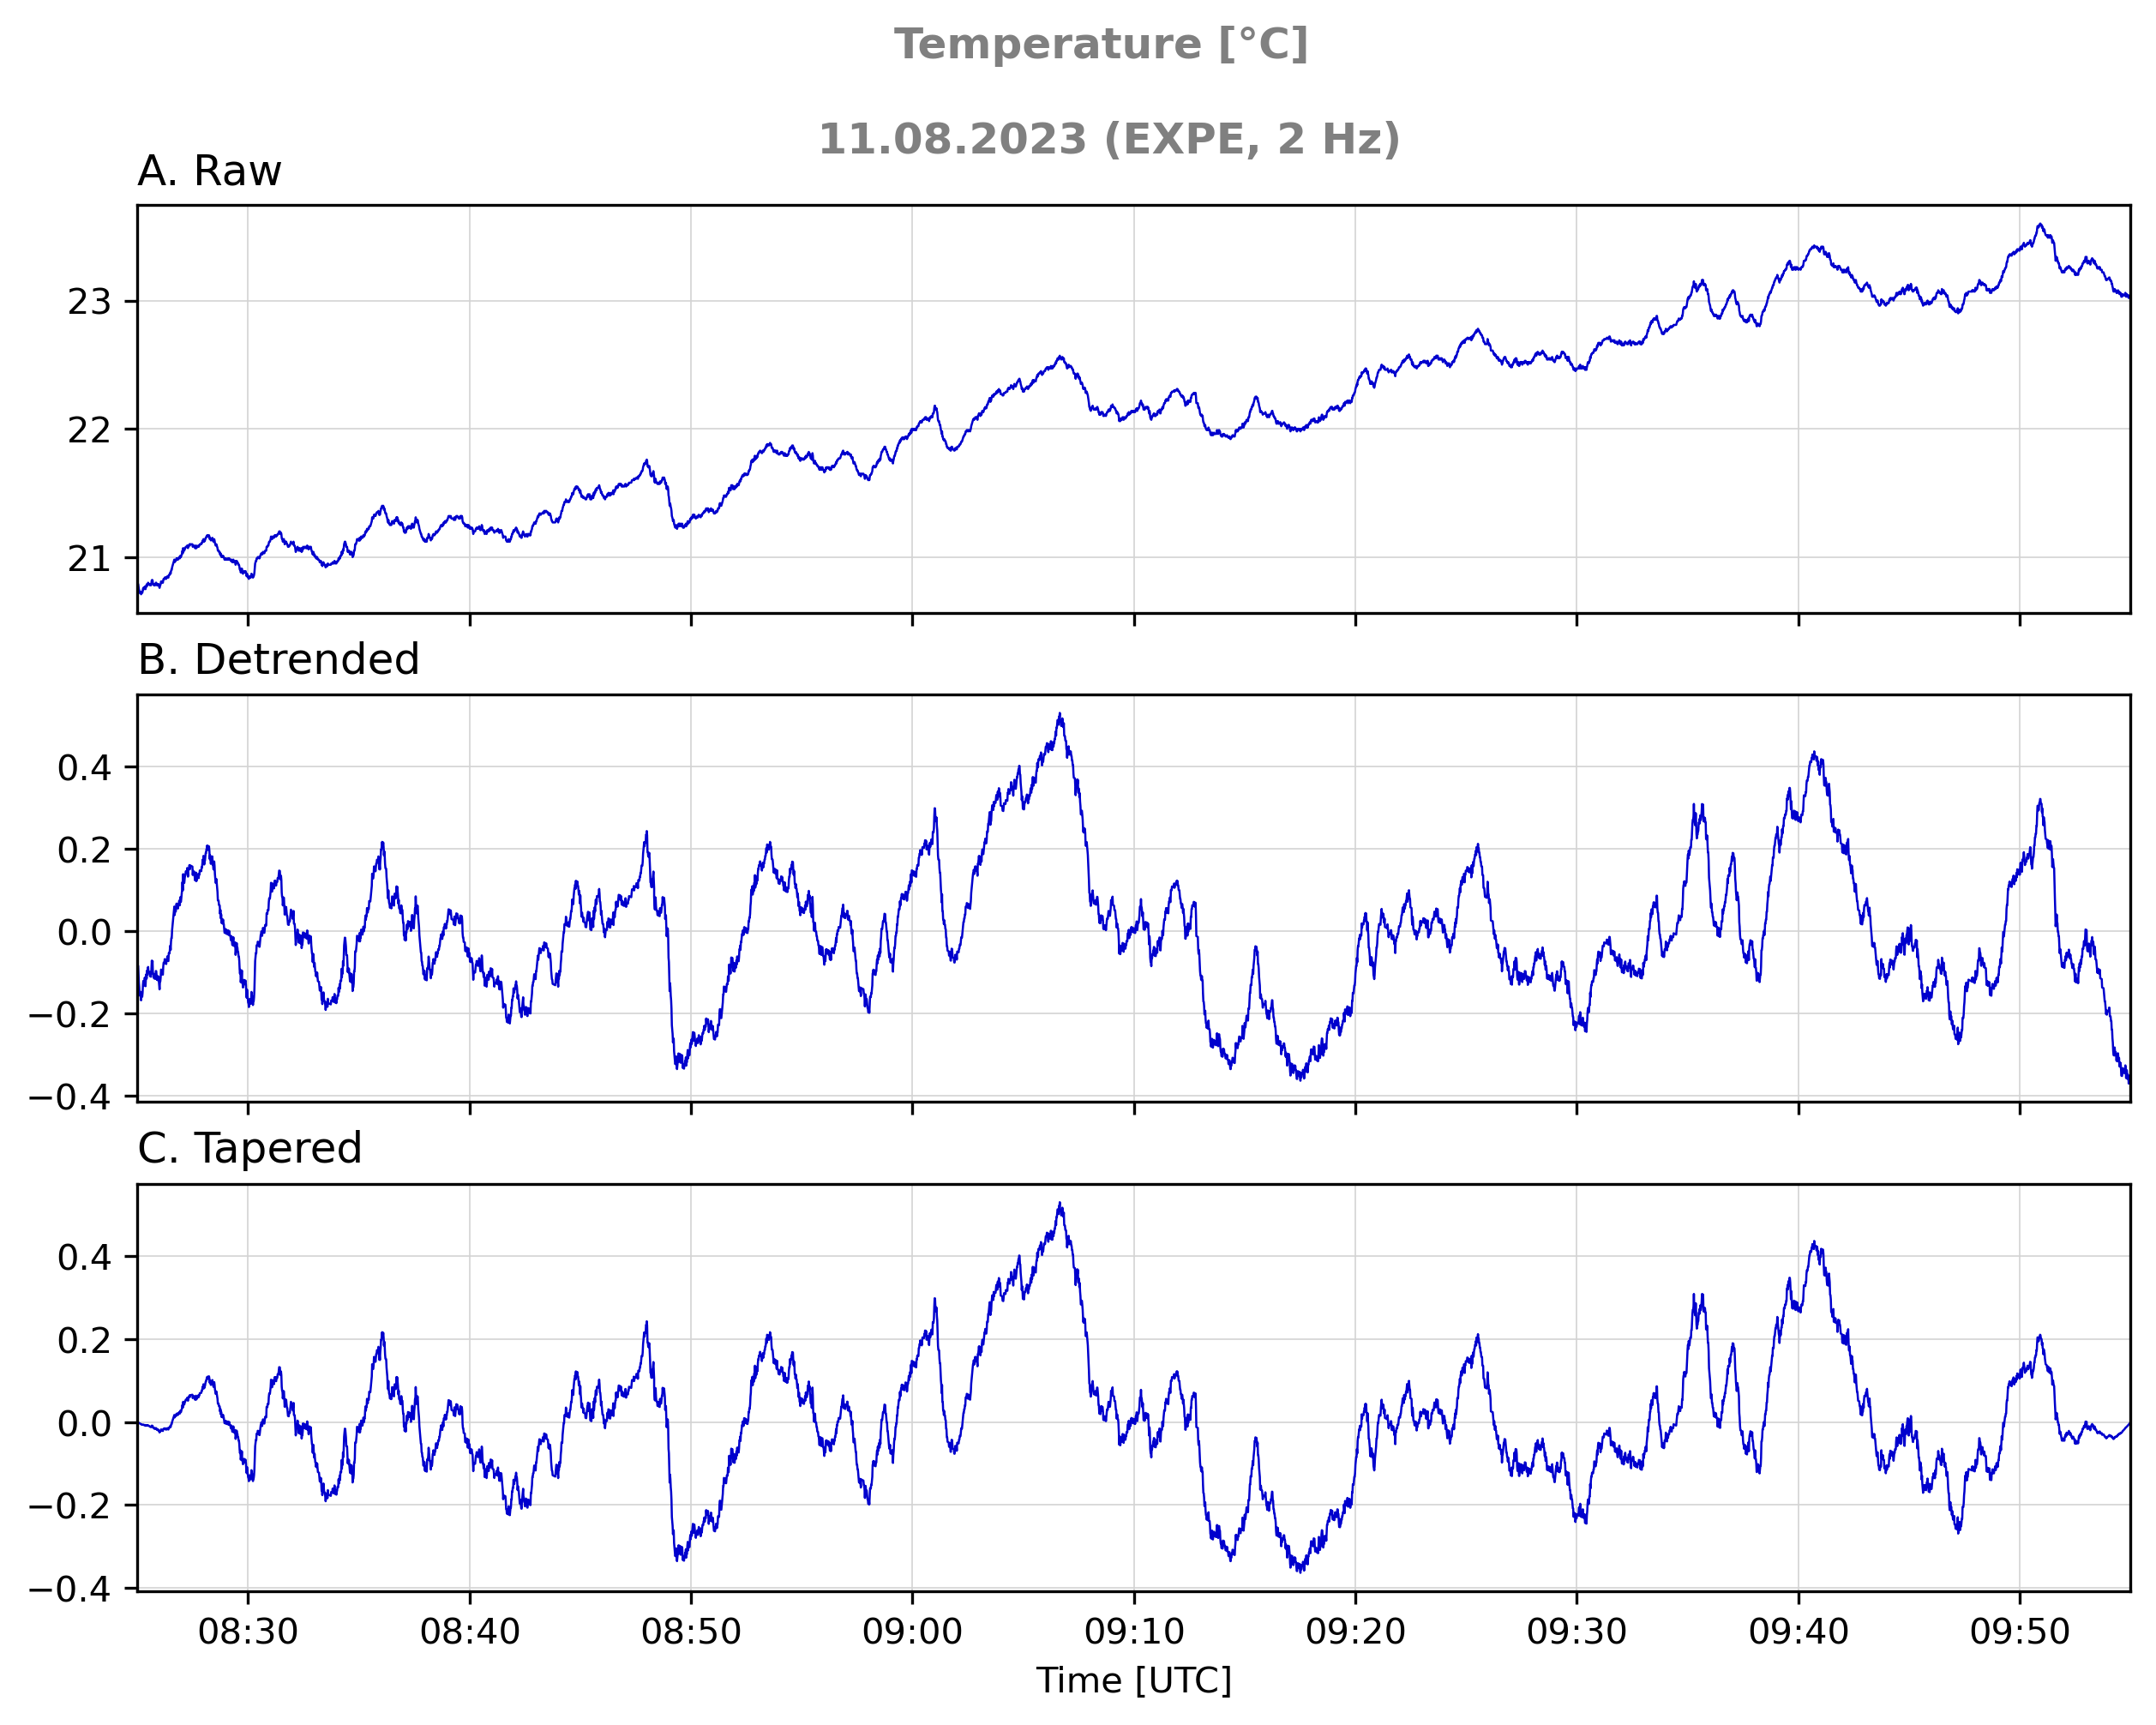 Temperature [°C]
11.08.2023 (EXPE, 2 Hz)
A. Raw
23
22
21
B. Detrended
0.4
0.2
0.0
−0.2
−0.4
C. Tapered
0.4
0.2
0.0
−0.2
−0.4
08:30 08:40 08:50 09:00 09:10 09:20 09:30 09:40 09:50
Time [UTC]